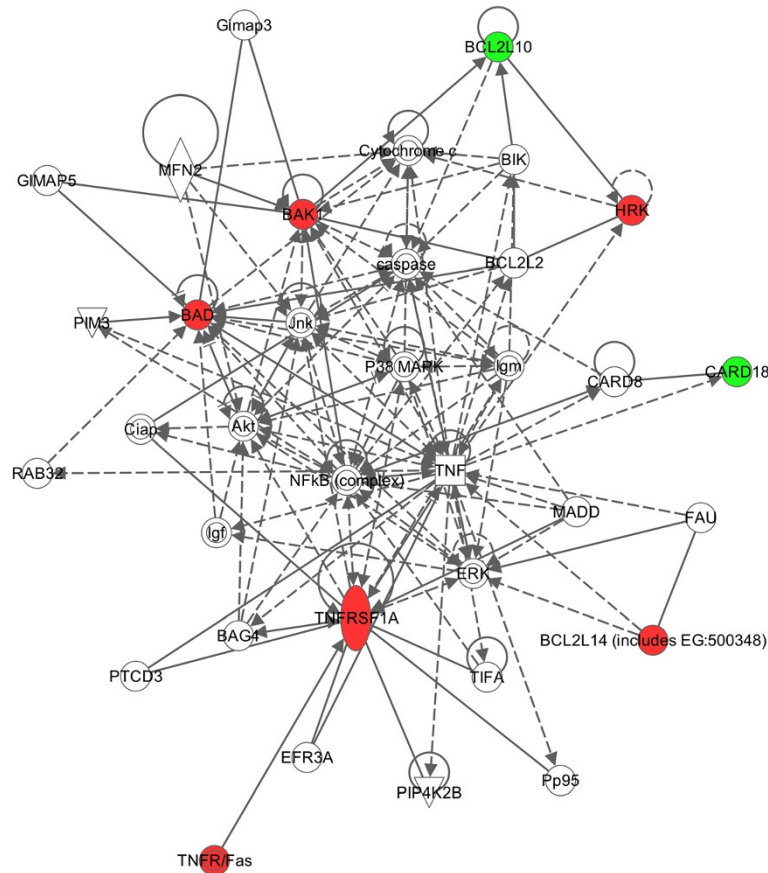 Gimap3
BCL2L10
Cytochrome c
BIK
MFN2
GIMAP5
BAK
HRK
caspase
BCL2L2
PIM3
BAD
Jnk
P38 MAPK
Igm
CARD8
CARD18
Ciap
Akt
RAB32
NFkB (complex)
TNF
MADD
FAU
Igf
ERK
TNFRSF1A
BAG4
BCL2L14 (includes EG:500348)
PTCD3
TIFA
EFR3A
PIP4K2B
Pp95
TNFR/Fas